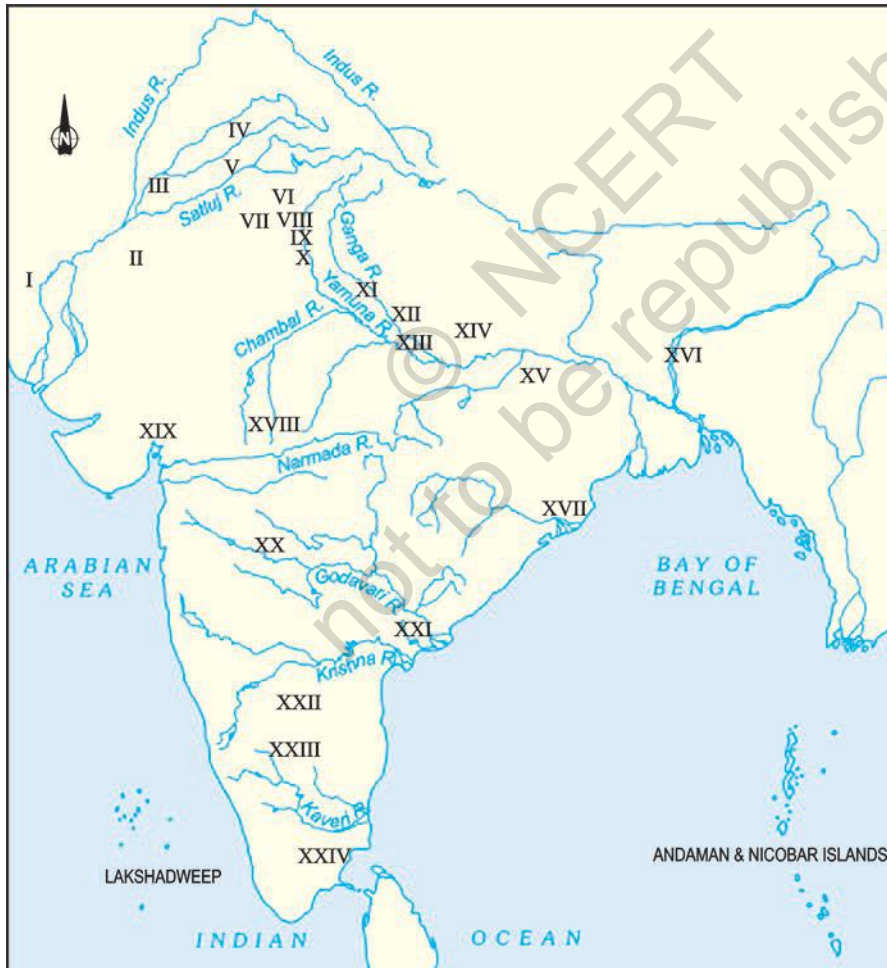 Indus R.
Indus R.
N
IV
V
III
Satluj R.
VI
VII
VIII
IX
X
II
I
Ganga R.
XI
Yamuna R.
XII
XIII
XIV
Chambal R.
XV
XVI
XVIII
XIX
Narmada R.
XVII
XX
Godavari R.
ARABIAN
SEA
BAY OF
BENGAL
XXI
Krishna R.
XXII
XXIII
Kaveri R.
XXIV
LAKSHADWEEP
ANDAMAN & NICOBAR ISLANDS
INDIAN OCEAN
© NCERT
not to be republish